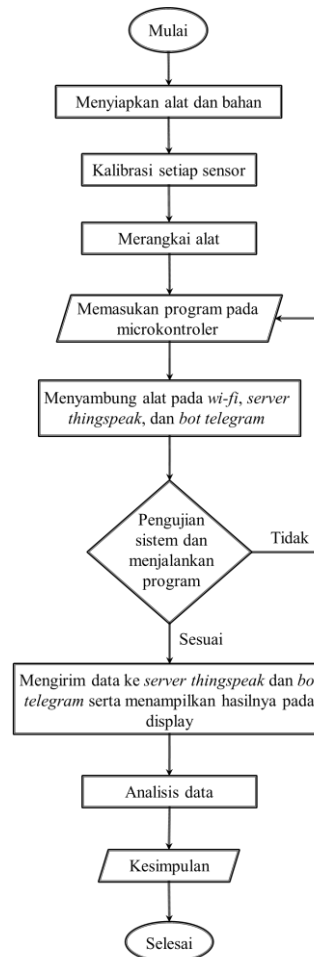 Mulai
Menyiapkan alat dan bahan
Kalibrasi setiap sensor
Merangkai alat
Memasukan program pada
microkontroler
Menyambung alat pada wi-fi, server
thingspeak, dan bot telegram
Pengujian
sistem dan
menjalankan
program
Tidak
Sesuai
Mengirim data ke server thingspeak dan bo
telegram serta menampilkan hasilnya pada
display
Analisis data
Kesimpulan
Selesai